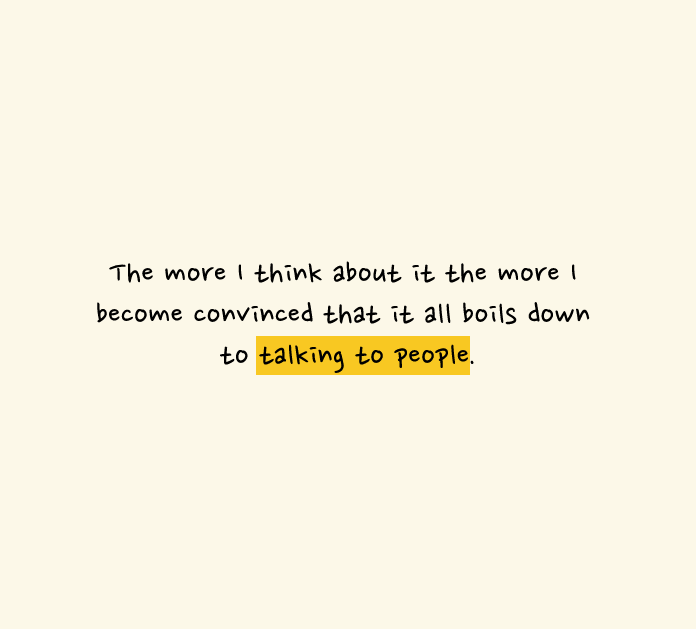 The more I think about it the more I
become convinced that it all boils down
to talking to people.